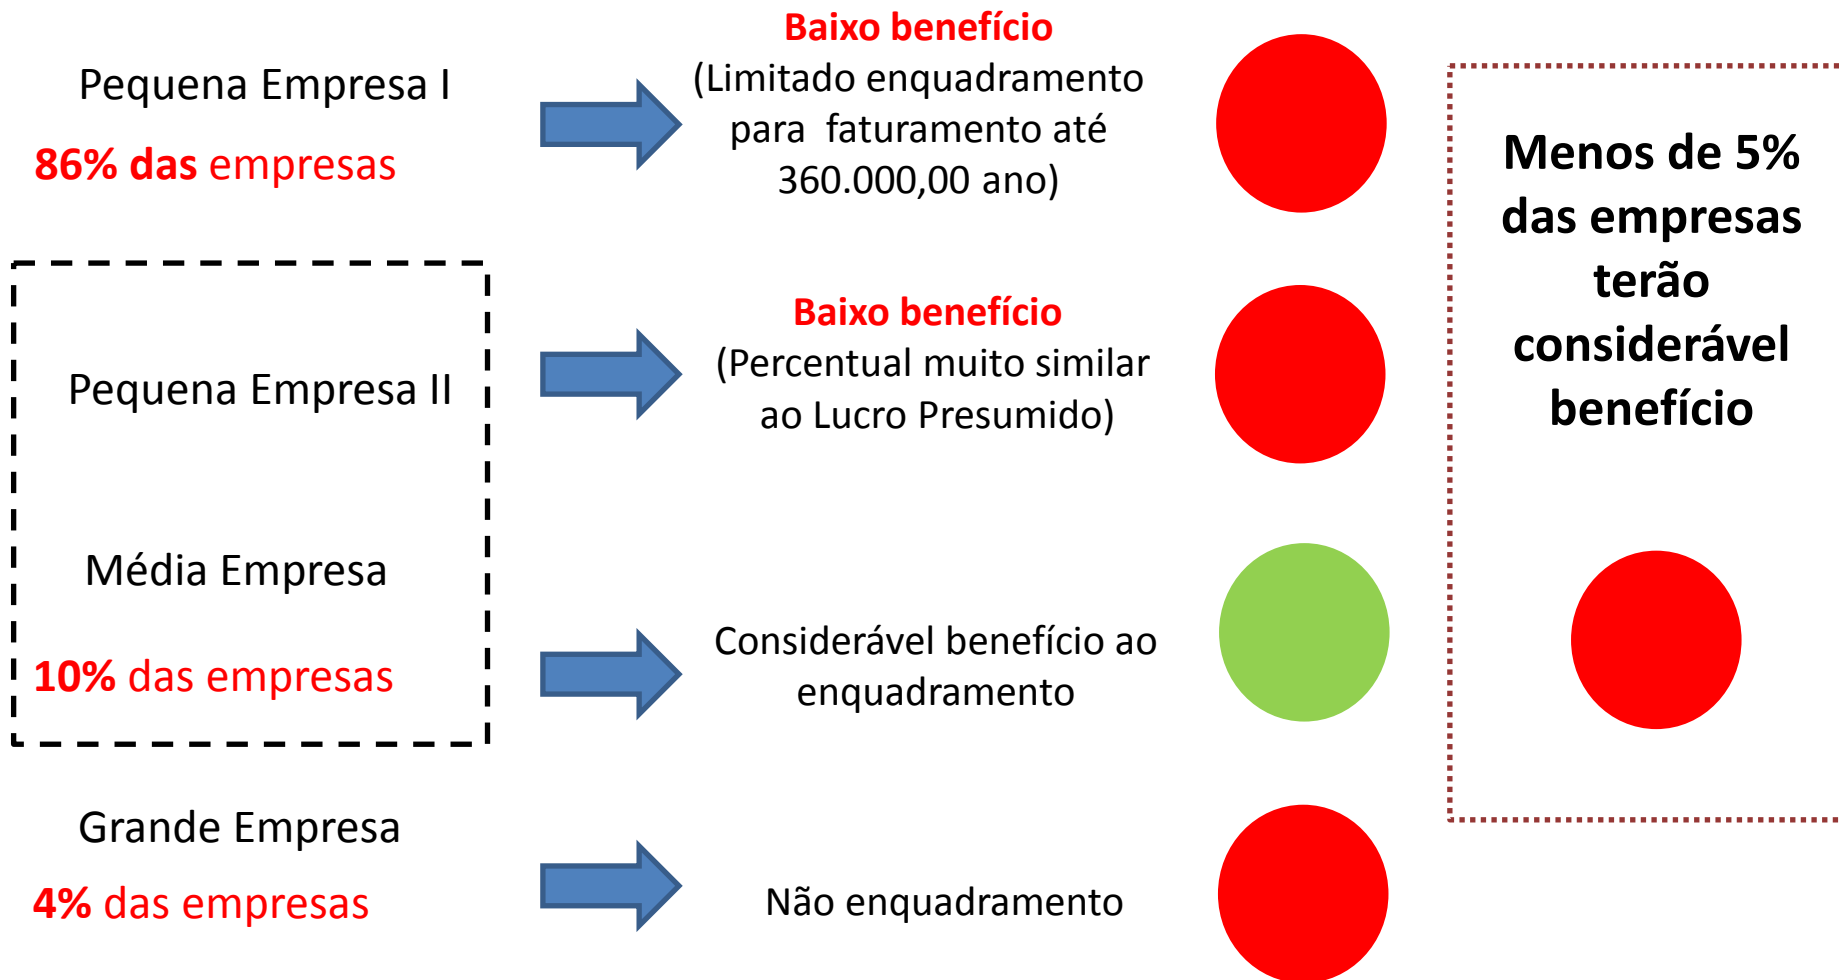 Pequena Empresa I
86% das empresas
Baixo benefício
(Limitado enquadramento
para faturamento até
360.000,00 ano)
Pequena Empresa II
Baixo benefício
(Percentual muito similar
ao Lucro Presumido)
Média Empresa
10% das empresas
Considerável benefício ao
enquadramento
Grande Empresa
4% das empresas
Não enquadramento
Menos de 5%
das empresas
terão
considerável
benefício